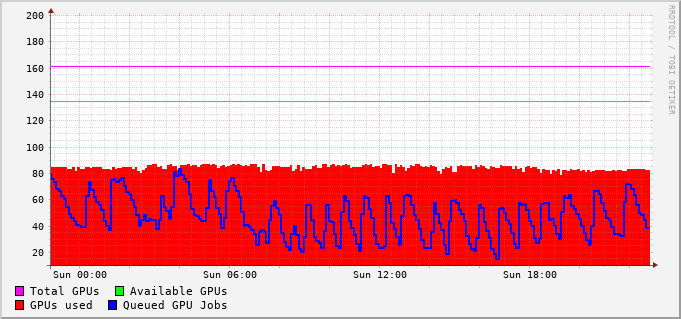 200
180
160
140
120
100
80
60
40
20
Sun 00:00 Sun 06:00 Sun 12:00 Sun 18:00
Total GPUs Available GPUs
GPUs used Queued GPU Jobs
RRDTOOL / TOBI OETIKER